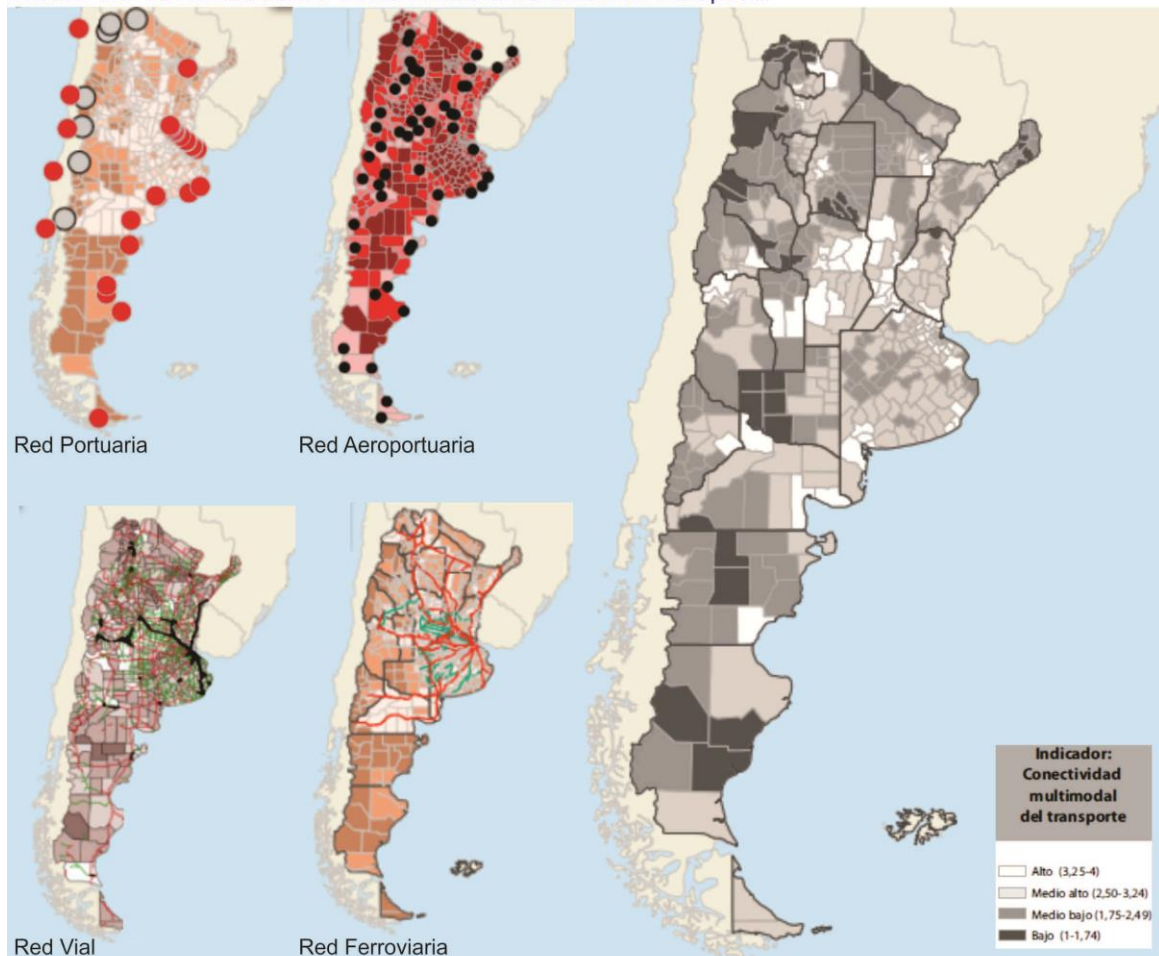 Red Portuaria
Red Aeroportuaria
Red Vial
Red Ferroviaria
Indicador:
Conectividad
multimodal
del transporte
Alto (3,25-4)
Medio alto (2,50-3,24)
Medio bajo (1,75-2,49)
Bajo (1-1,74)